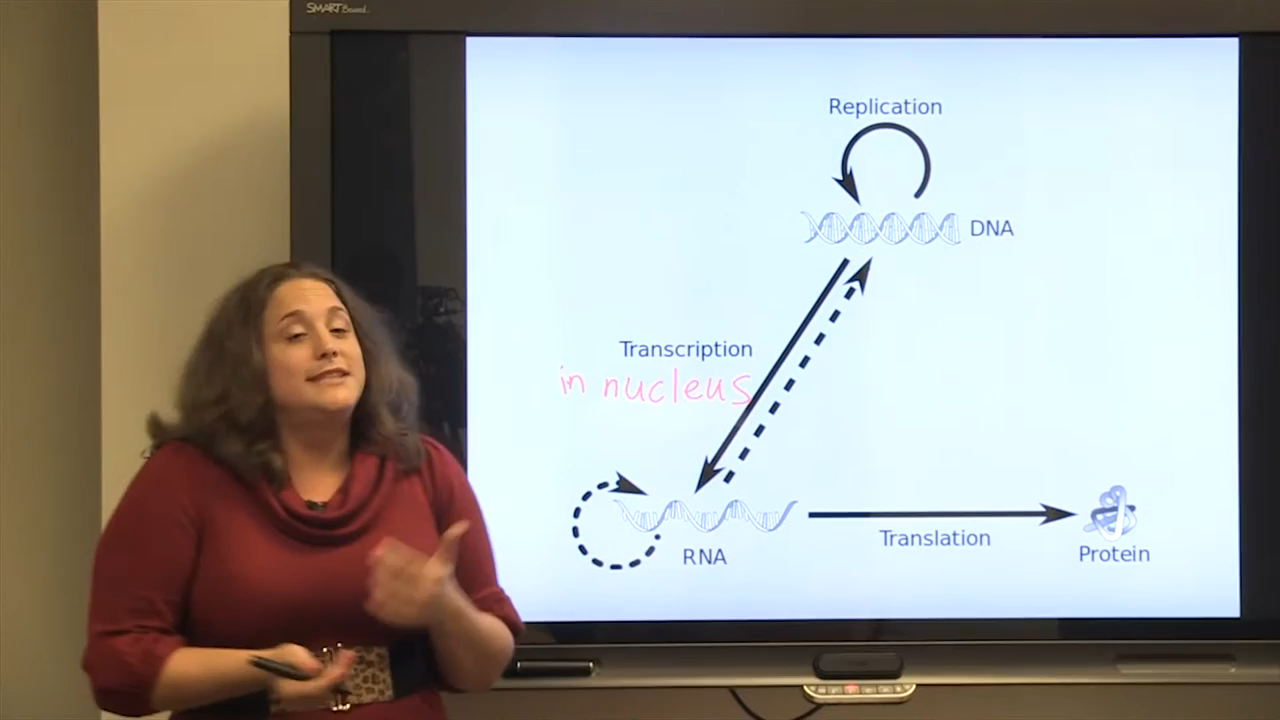 SMART Board
Replication
DNA
Transcription
in nucleus
RNA
Translation
Protein